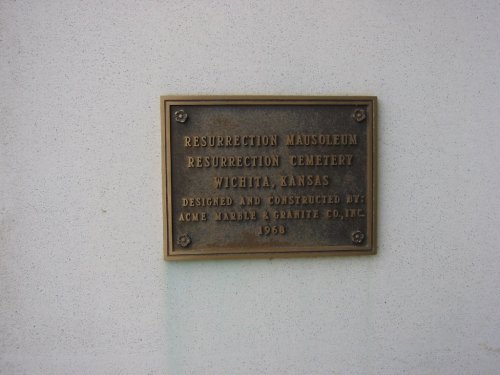 RESURRECTION MAUSOLEUM
RESURRECTION CEMETERY
WICHITA, KANSAS
DESIGNED AND CONSTRUCTED BY:
ACME MARBLE & GRANITE CO., INC.
1968